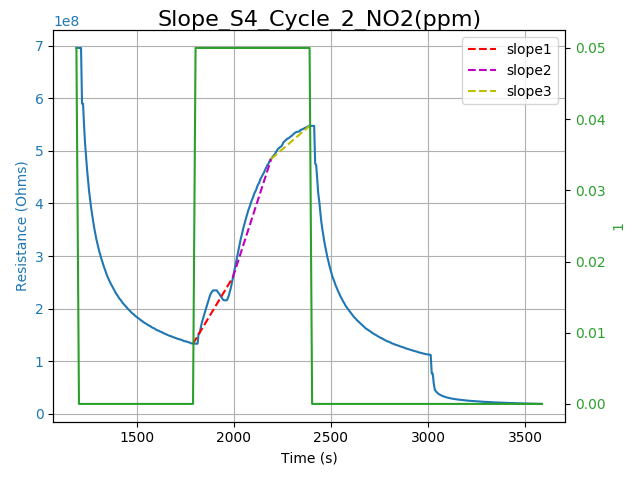 Slope_S4_Cycle_2_NO2(ppm)
1e8
slope1
slope2
slope3
7
6
5
4
3
2
1
0
Resistance (Ohms)
0.05
0.04
0.03
0.02
0.01
0.00
1
1500 2000 2500 3000 3500
Time (s)